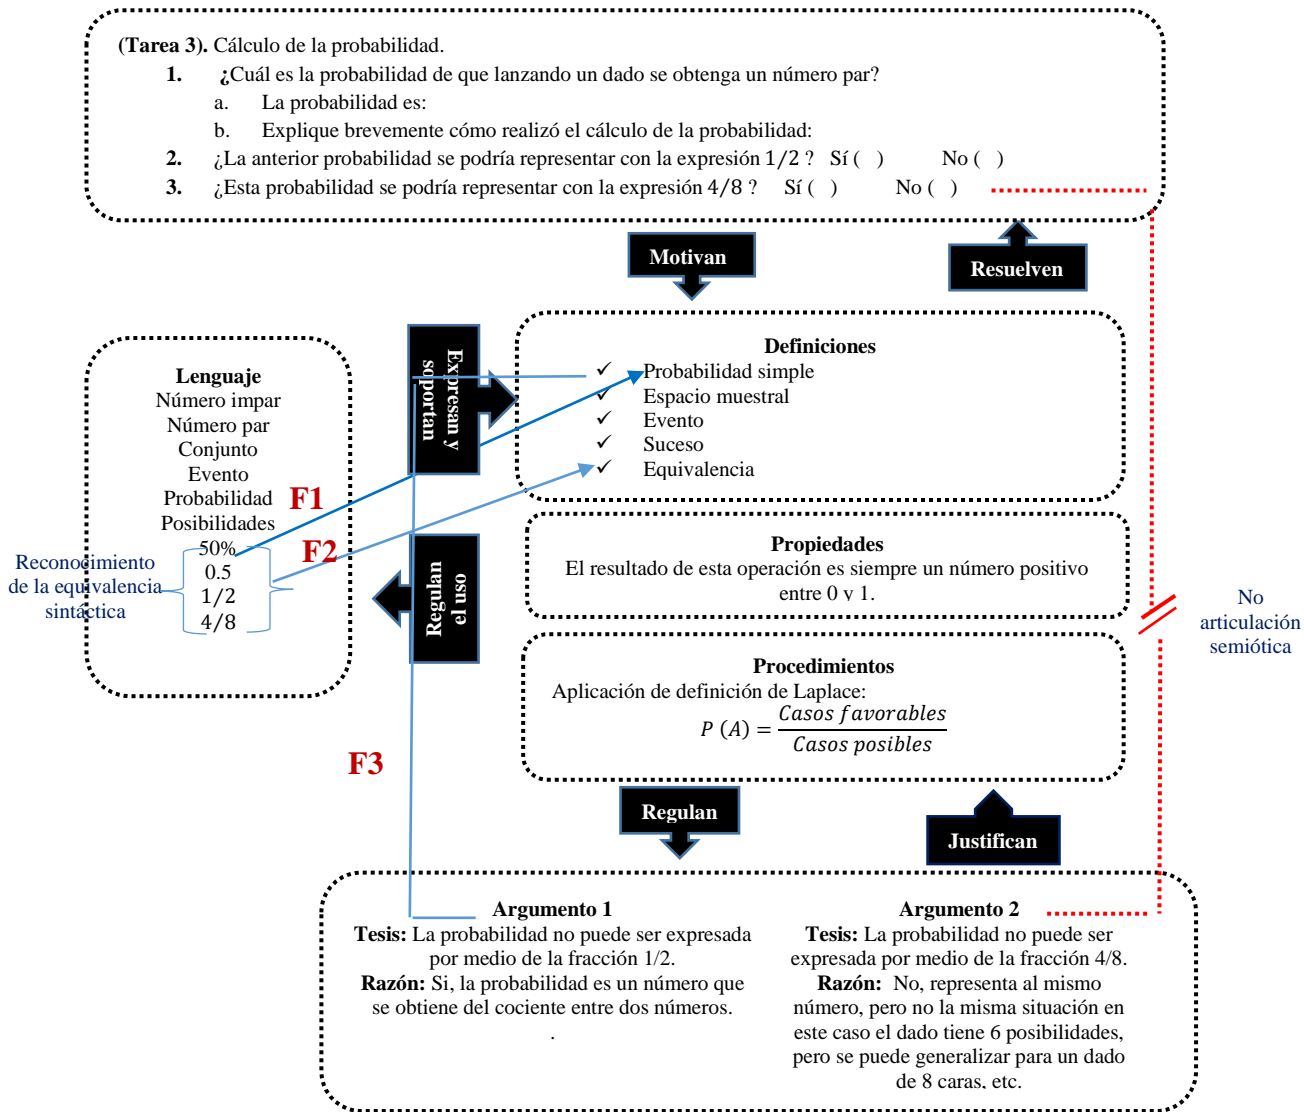 (Tarea 3). Cálculo de la probabilidad.
1. ¿Cuál es la probabilidad de que lanzando un dado se obtenga un número par?
a. La probabilidad es:
b. Explique brevemente cómo realizó el cálculo de la probabilidad:
2. ¿La anterior probabilidad se podría representar con la expresión 1/2 ? Sí ( ) No ( )
3. ¿Esta probabilidad se podría representar con la expresión 4/8 ? Sí ( ) No ( )
Motivan
Resuelven
Expresan y
soportan
Definiciones
✓ Probabilidad simple
✓ Espacio muestral
✓ Evento
✓ Suceso
✓ Equivalencia
Lenguaje
Número impar
Número par
Conjunto
Evento
Probabilidad
Posibilidades
50%
0.5
1/2
4/8
F1
F2
Reconocimiento
de la equivalencia
sintáctica
Regulan
el uso
Propiedades
El resultado de esta operación es siempre un número positivo
entre 0 y 1.
No
articulación
semiótica
Procedimientos
Aplicación de definición de Laplace:
P (A) = Casos favorables
Casos posibles
F3
Regulan
Justifican
Argumento 1
Tesis: La probabilidad no puede ser expresada
por medio de la fracción 1/2.
Razón: Si, la probabilidad es un número que
se obtiene del cociente entre dos números.
.
Argumento 2
Tesis: La probabilidad no puede ser
expresada por medio de la fracción 4/8.
Razón: No, representa al mismo
número, pero no la misma situación en
este caso el dado tiene 6 posibilidades,
pero se puede generalizar para un dado
de 8 caras, etc.